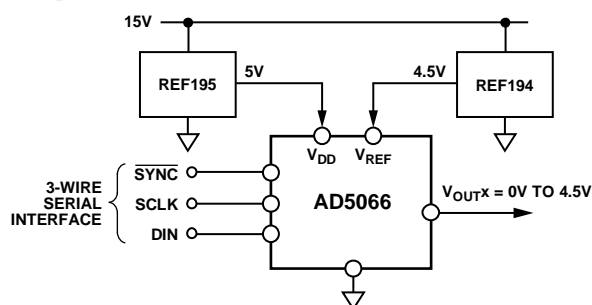 15V
REF195
5V
4.5V
REF194
V_DD
V_REF
3-WIRE
SERIAL
INTERFACE
S̅Y̅N̅C̅
SCLK
DIN
AD5066
V_OUTx = 0V TO 4.5V